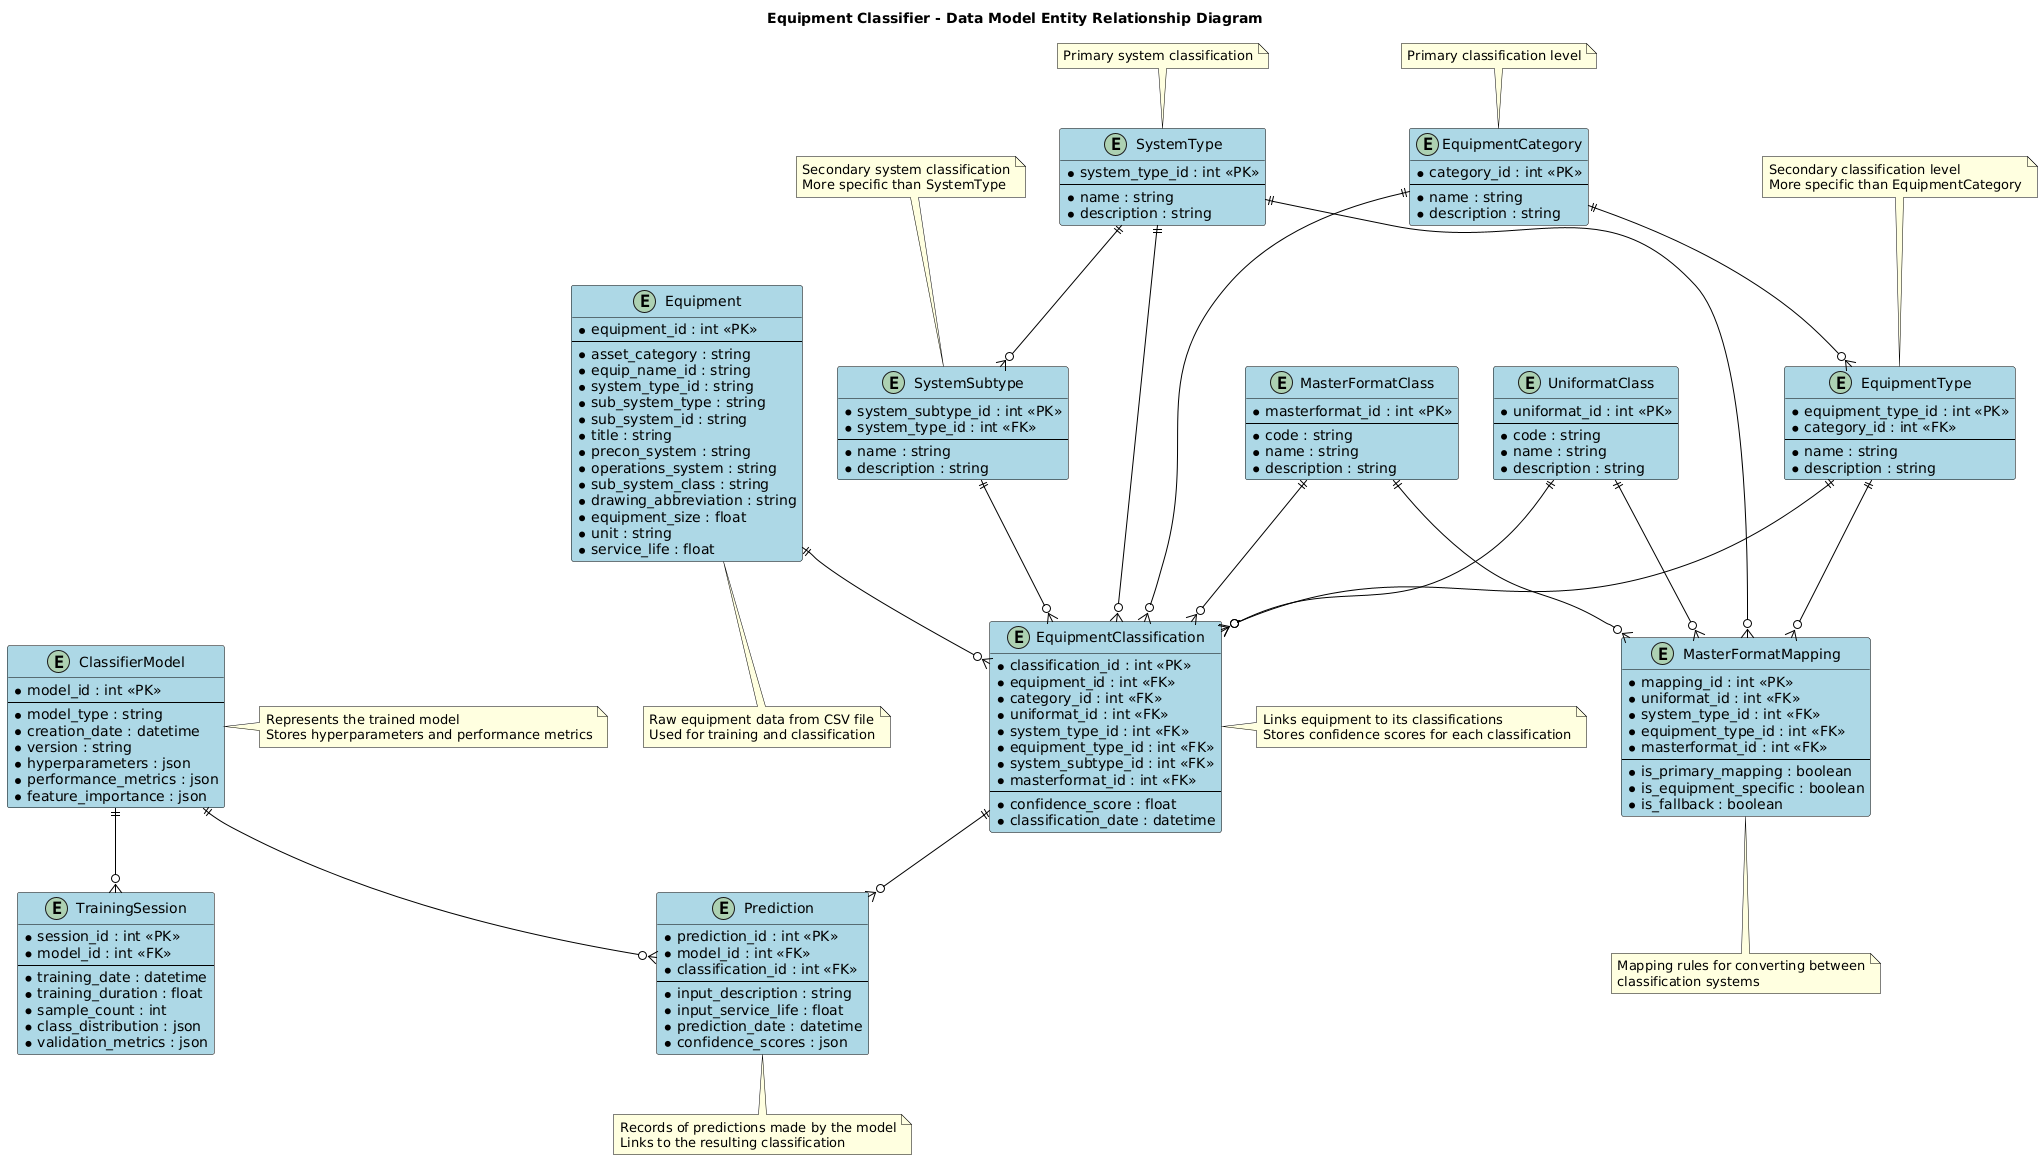 Equipment Classifier - Data Model Entity Relationship Diagram
Primary system classification
Primary classification level
E SystemType
system_type_id : int «PK»
name : string
description : string
E EquipmentCategory
category_id : int «PK»
name : string
description : string
Secondary system classification
More specific than SystemType
Secondary classification level
More specific than EquipmentCategory
E Equipment
equipment_id : int «PK»
asset_category : string
equip_name_id : string
system_type_id : string
sub_system_type : string
sub_system_id : string
title : string
precon_system : string
operations_system : string
sub_system_class : string
drawing_abbreviation : string
equipment_size : float
unit : string
service_life : float
E SystemSubtype
system_subtype_id : int «PK»
system_type_id : int «FK»
name : string
description : string
E MasterFormatClass
masterformat_id : int «PK»
code : string
name : string
description : string
E UniformatClass
uniformat_id : int «PK»
code : string
name : string
description : string
E EquipmentType
equipment_type_id : int «PK»
category_id : int «FK»
name : string
description : string
E ClassifierModel
model_id : int «PK»
model_type : string
creation_date : datetime
version : string
hyperparameters : json
performance_metrics : json
feature_importance : json
Represents the trained model
Stores hyperparameters and performance metrics
Raw equipment data from CSV file
Used for training and classification
E EquipmentClassification
classification_id : int «PK»
equipment_id : int «FK»
category_id : int «FK»
uniformat_id : int «FK»
system_type_id : int «FK»
equipment_type_id : int «FK»
system_subtype_id : int «FK»
masterformat_id : int «FK»
confidence_score : float
classification_date : datetime
Links equipment to its classifications
Stores confidence scores for each classification
E MasterFormatMapping
mapping_id : int «PK»
uniformat_id : int «FK»
system_type_id : int «FK»
equipment_type_id : int «FK»
masterformat_id : int «FK»
is_primary_mapping : boolean
is_equipment_specific : boolean
is_fallback : boolean
E TrainingSession
session_id : int «PK»
model_id : int «FK»
training_date : datetime
training_duration : float
sample_count : int
class_distribution : json
validation_metrics : json
E Prediction
prediction_id : int «PK»
model_id : int «FK»
classification_id : int «FK»
input_description : string
input_service_life : float
prediction_date : datetime
confidence_scores : json
Mapping rules for converting between
classification systems
Records of predictions made by the model
Links to the resulting classification